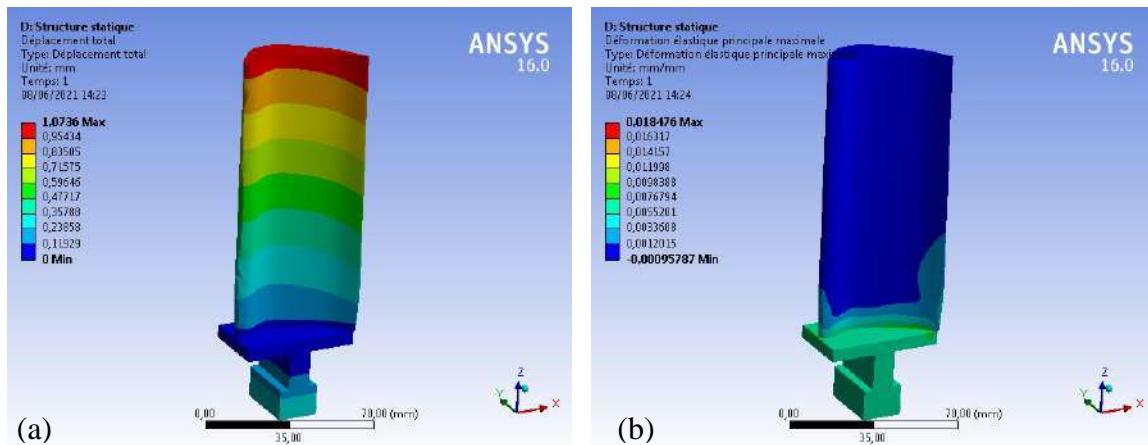 D: Structure statique
Déplacement total
Type: Déplacement total
Unité: mm
Temps: 1
08/06/2021 14:23
1,0736 Max
0,95434
0,83505
0,71575
0,59646
0,47717
0,35788
0,23858
0,11929
0 Min
ANSYS
16.0
0,00
70,00 (mm)
35,00
Z
Y
X
(a)
D: Structure statique
Déformation élastique principale maximale
Type: Déformation élastique principale maximale
Unité: mm/mm
Temps: 1
08/06/2021 14:24
0,018476 Max
0,016317
0,014157
0,011998
0,0098388
0,0076794
0,0055201
0,0033608
0,0012015
-0,00095787 Min
ANSYS
16.0
0,00
70,00 (mm)
35,00
Z
Y
X
(b)